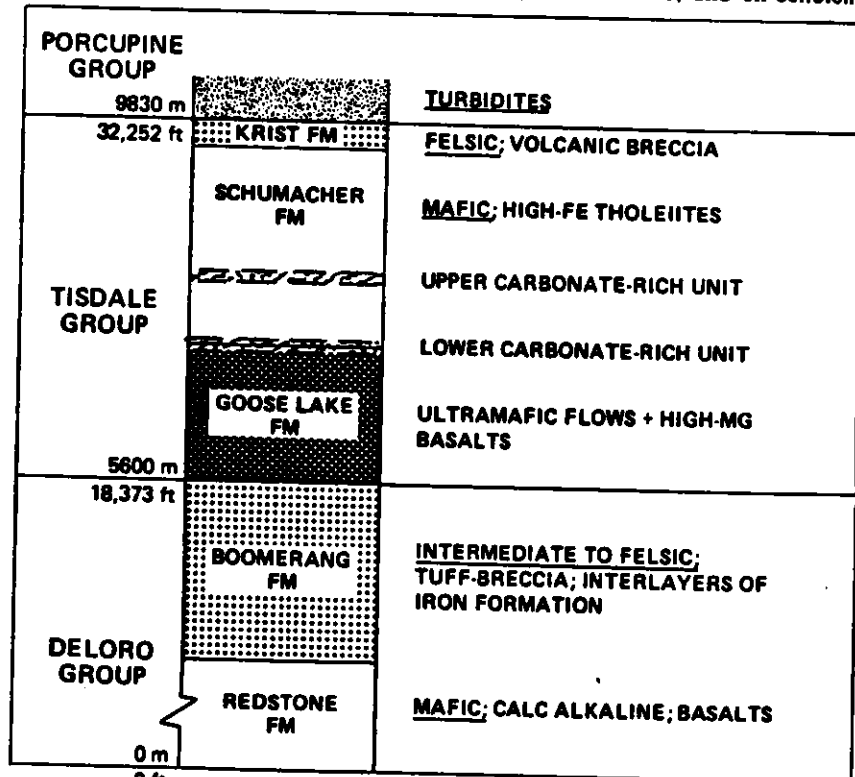 PORCUPINE
GROUP
9830 m
TURBIDITES
32,252 ft
KRIST FM
FELSIC; VOLCANIC BRECCIA
SCHUMACHER
FM
MAFIC; HIGH-FE THOLEIITES
UPPER CARBONATE-RICH UNIT
TISDALE
GROUP
LOWER CARBONATE-RICH UNIT
GOOSE LAKE
FM
ULTRAMAFIC FLOWS + HIGH-MG
BASALTS
5600 m
18,373 ft
BOOMERANG
FM
INTERMEDIATE TO FELSIC;
TUFF-BRECCIA; INTERLAYERS OF
IRON FORMATION
DELORO
GROUP
REDSTONE
FM
MAFIC; CALC ALKALINE; BASALTS
0 m